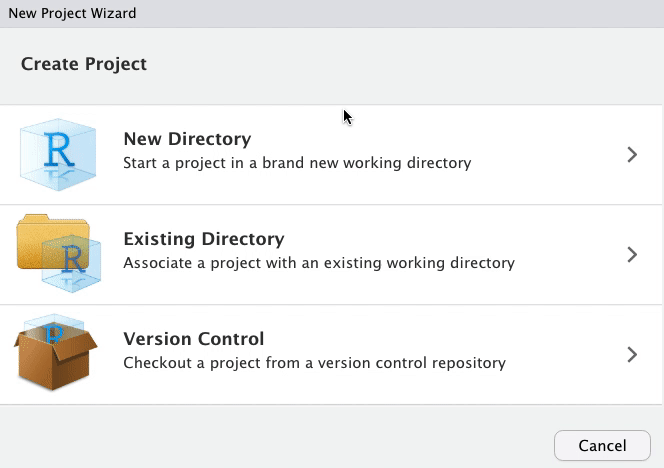 New Project Wizard
Create Project
R
New Directory
Start a project in a brand new working directory
R
Existing Directory
Associate a project with an existing working directory
R
Version Control
Checkout a project from a version control repository
Cancel